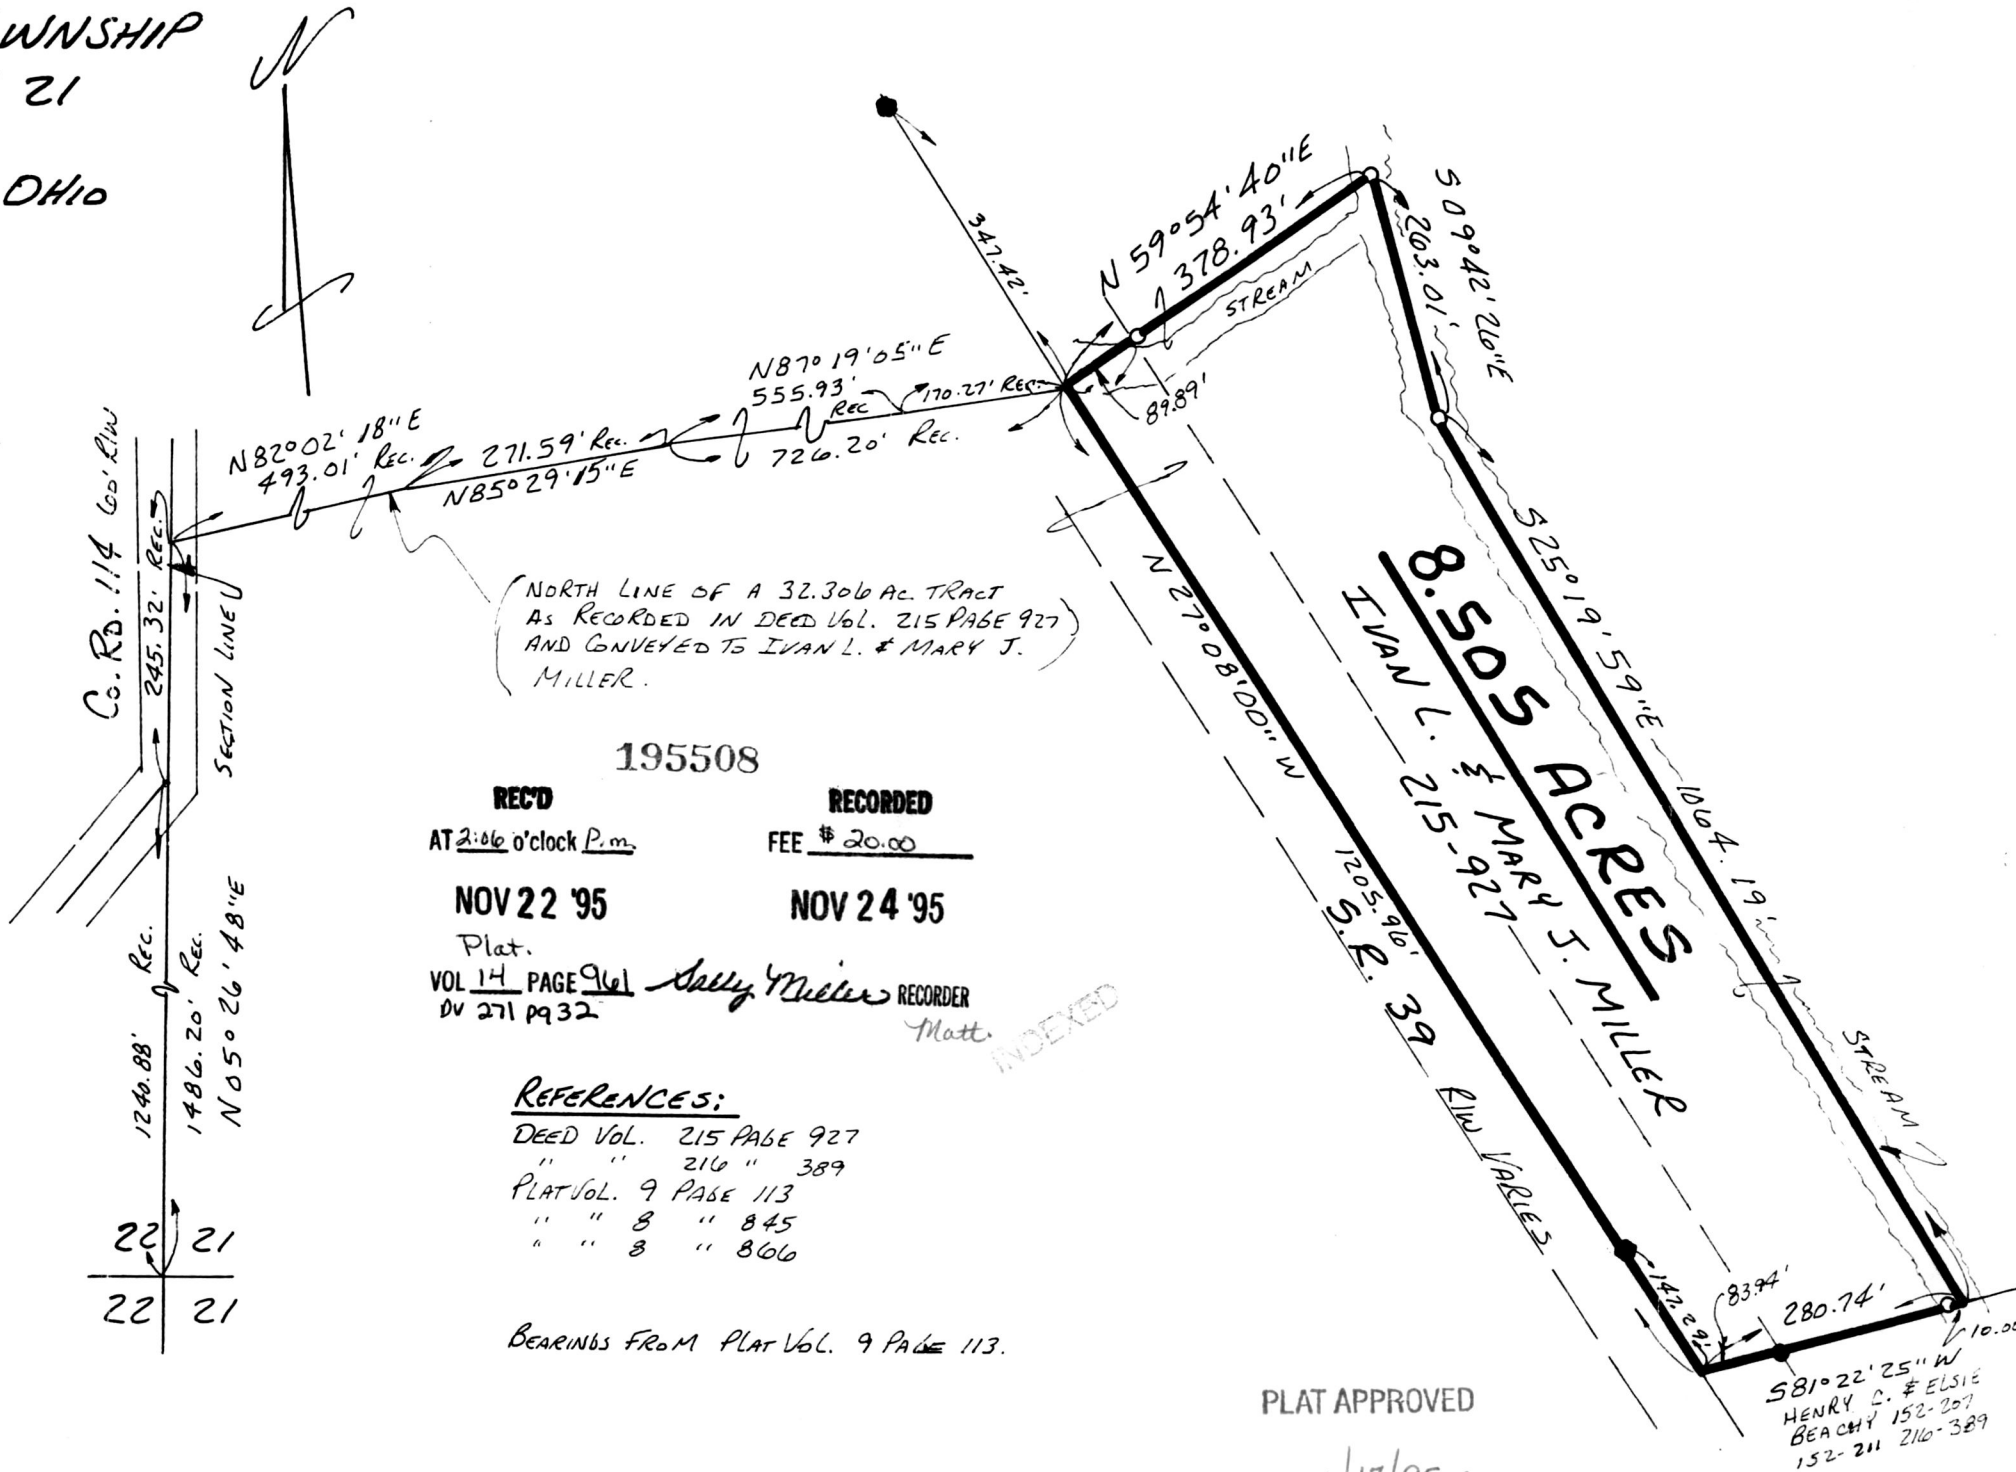 WNSHIP
21
OHIO
N
347.42'
N 59°54'40"E
378.93'
STREAM
89.89'
S09°42'26"E
263.01'
N87°19'05"E
555.93'
REC
170.27' REC.
726.20' REC.
N82°02'18"E
493.01' REC.
271.59' REC.
N85°29'15"E
Co. RD. 114 60' R/W
245.32' REC.
SECTION LINE
NORTH LINE OF A 32.306 AC. TRACT
AS RECORDED IN DEED VOL. 215 PAGE 927
AND CONVEYED TO IVAN L. & MARY J.
MILLER.
195508
REC'D
AT 2:06 o'clock P.m.
NOV 22 '95
RECORDED
FEE $ 20.00
NOV 24 '95
Plat.
VOL 14 PAGE 961 Sally Miller RECORDER
DV 271 pg 32
Matt.
INDEXED
REFERENCES:
DEED VOL. 215 PAGE 927
" " 216 " 389
PLAT VOL. 9 PAGE 113
" " 8 " 845
" " 8 " 866
BEARINGS FROM PLAT VOL. 9 PAGE 113.
1240.88' REC.
1486.20' REC.
N05°26'48"E
22 21
22 21
N27°08'00"W
1205.96'
S.R. 39 R/W VARIES
8.505 ACRES
IVAN L. & MARY J. MILLER
215-927
S25°19'59"E
1064.19'
STREAM
147.29'
83.94'
280.74'
10.00
S81°22'25"W
HENRY C. & ELSIE
BEACHY 152-207
152-211 216-389
PLAT APPROVED